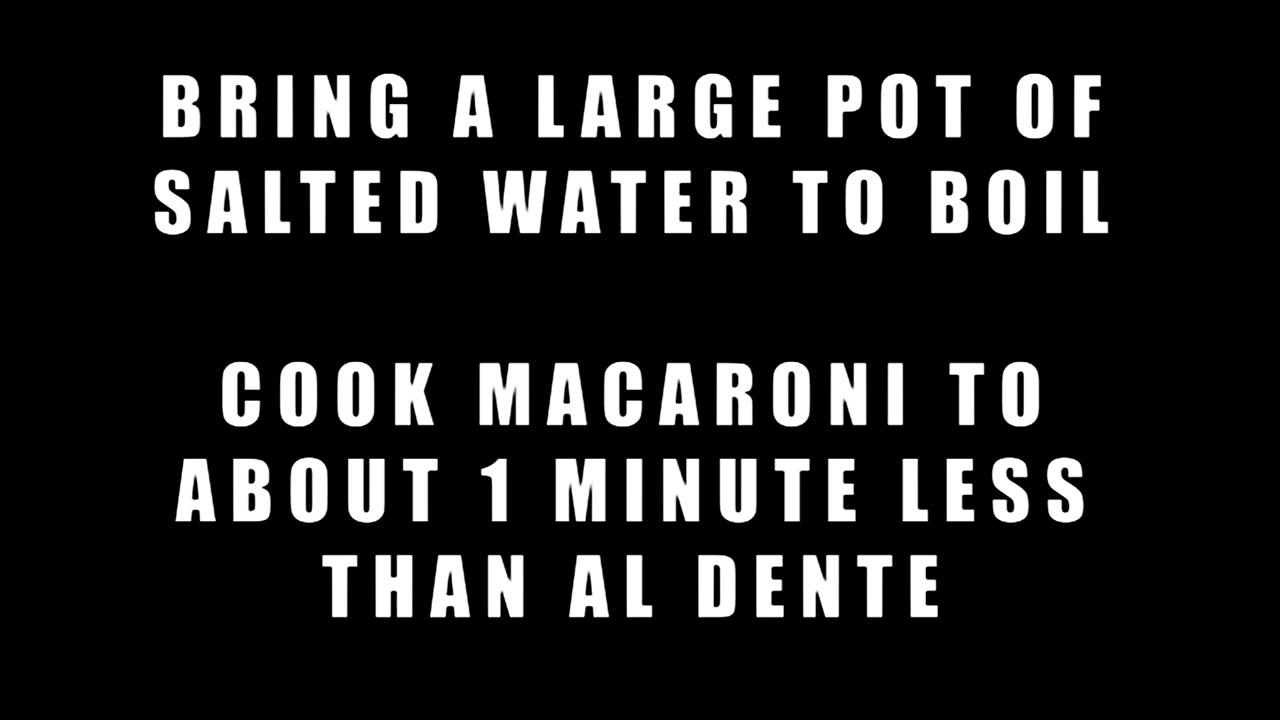 BRING A LARGE POT OF
SALTED WATER TO BOIL
COOK MACARONI TO
ABOUT 1 MINUTE LESS
THAN AL DENTE